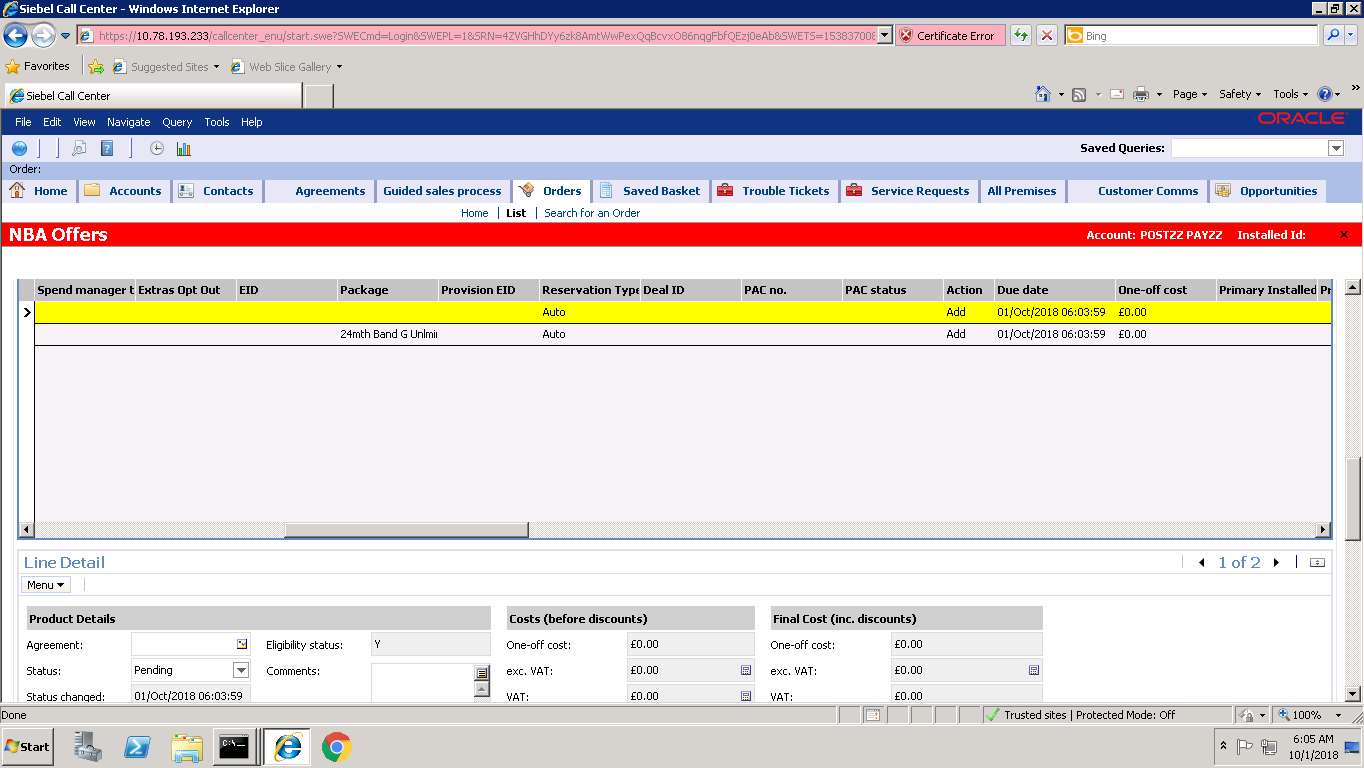 Siebel Call Center - Windows Internet Explorer
https://10.78.193.233/callcenter_enu/start.swe?SWECmd=Login&SWEPL=1&SRN=4ZVGHhDYy6zk8AmtWwPexQqBcvxO86nqgFbfQEzj0eAb&SWETS=153837008 Certificate Error Bing
Favorites Suggested Sites Web Slice Gallery
Siebel Call Center Page Safety Tools
File Edit View Navigate Query Tools Help ORACLE
Saved Queries:
Order:
Home Accounts Contacts Agreements Guided sales process Orders Saved Basket Trouble Tickets Service Requests All Premises Customer Comms Opportunities
Home List Search for an Order
NBA Offers Account: POSTZZ PAYZZ Installed Id:
Spend manager t Extras Opt Out EID Package Provision EID Reservation Type Deal ID PAC no. PAC status Action Due date One-off cost Primary Installed Pr
Auto Add 01/Oct/2018 06:03:59 £0.00
24mth Band G Unlmi Auto Add 01/Oct/2018 06:03:59 £0.00
Line Detail 1 of 2
Menu
Product Details Costs (before discounts) Final Cost (inc. discounts)
Agreement: Eligibility status: Y One-off cost: £0.00 One-off cost: £0.00
Status: Pending Comments: exc. VAT: £0.00 exc. VAT: £0.00
Status changed: 01/Oct/2018 06:03:59 VAT: £0.00 VAT: £0.00
Done Trusted sites | Protected Mode: Off 100%
Start 6:05 AM
10/1/2018